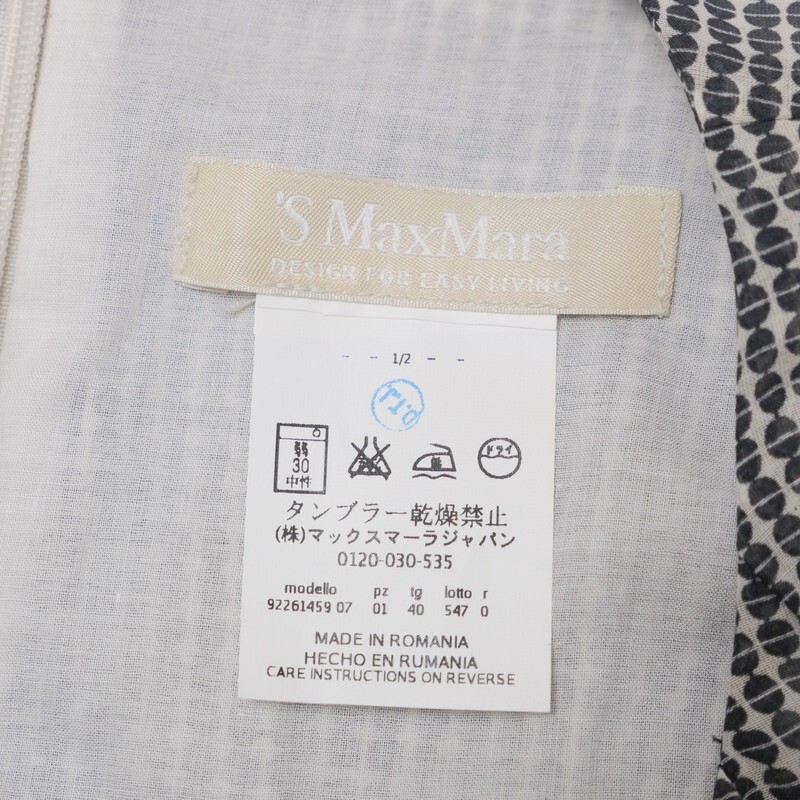 'S MaxMara
DESIGN FOR EASY LIVING
- - 1/2 - -
弱
30
中性
ドライ
タンブラー乾燥禁止
(株)マックスマーラジャパン
0120-030-535
modello pz tg lotto r
92261459 07 01 40 547 0
MADE IN ROMANIA
HECHO EN RUMANIA
CARE INSTRUCTIONS ON REVERSE